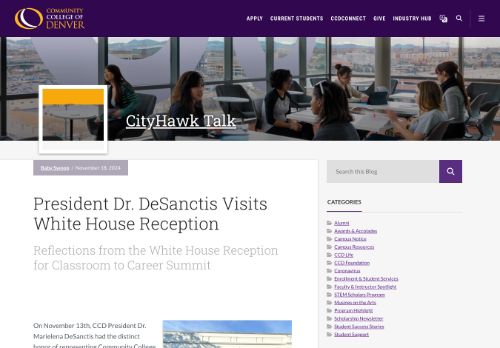 COMMUNITY
COLLEGE OF
DENVER
APPLY CURRENT STUDENTS CCDCONNECT GIVE INDUSTRY HUB
CityHawk Talk
Baby Swoop / November 18, 2024
President Dr. DeSanctis Visits
White House Reception
Reflections from the White House Reception
for Classroom to Career Summit
On November 13th, CCD President Dr.
Marielena DeSanctis had the distinct
honor of representing Community College
Search this Blog
CATEGORIES
Alumni
Awards & Accolades
Campus Notice
Campus Resources
CCD Life
CCD Foundation
Coronavirus
Enrollment & Student Services
Faculty & Instructor Spotlight
STEM Scholars Program
Musings on the Arts
Program Highlight
Scholarship Newsletter
Student Success Stories
Student Support